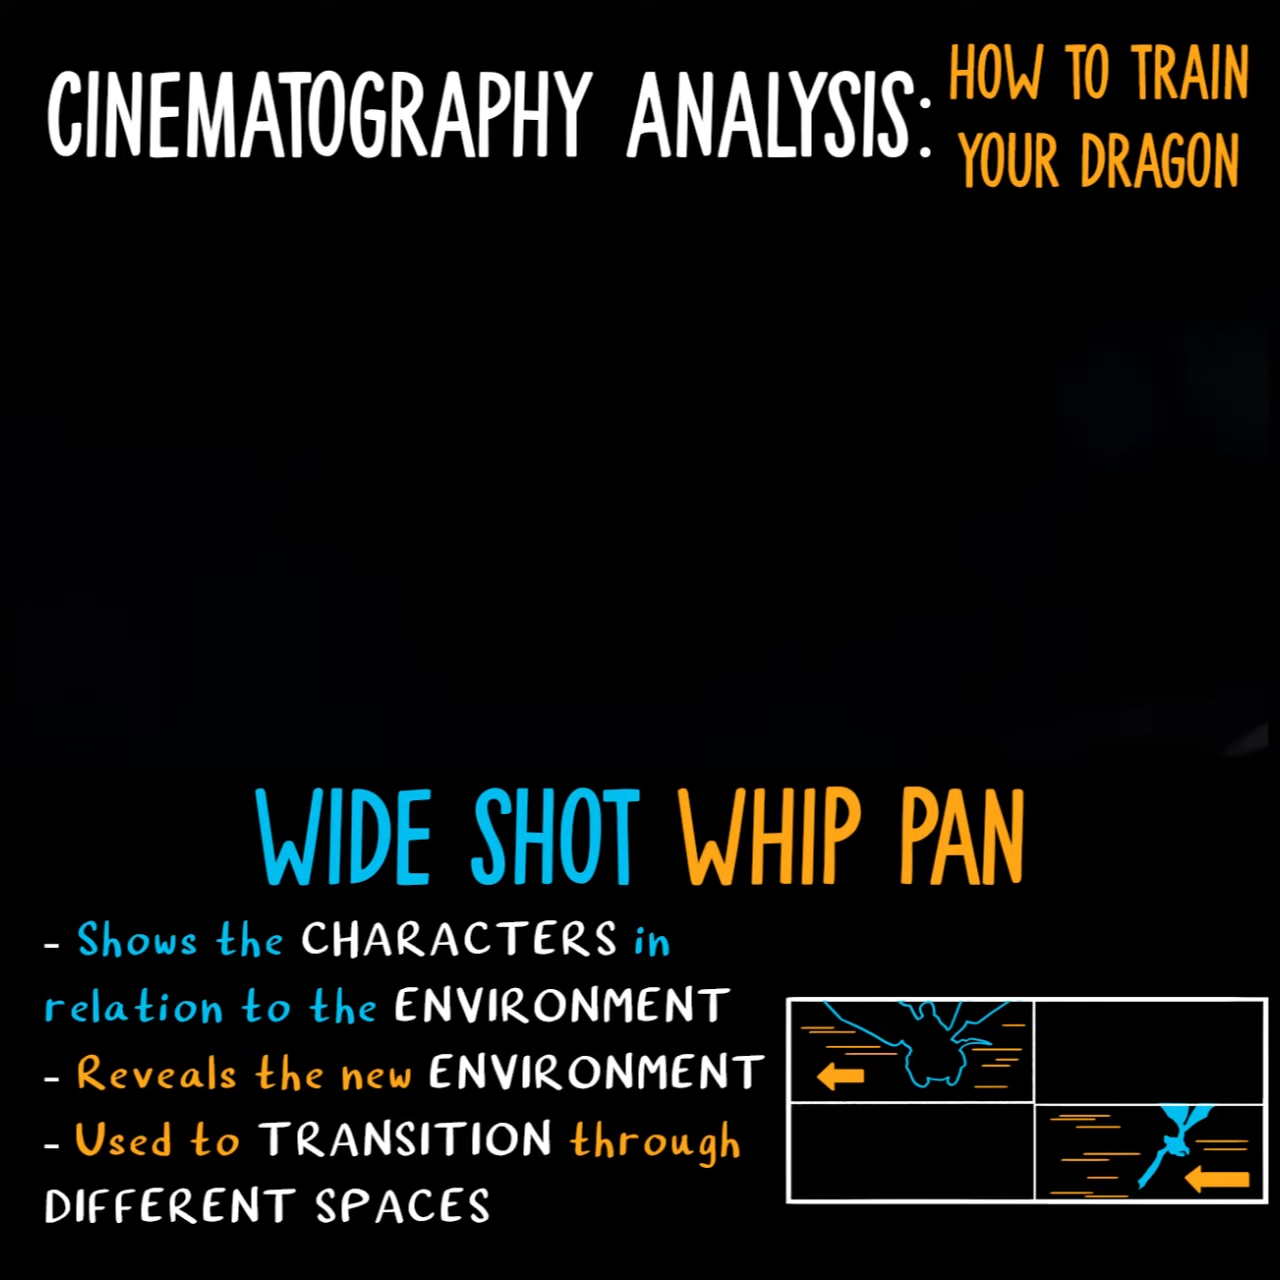 CINEMATOGRAPHY ANALYSIS:
HOW TO TRAIN
YOUR DRAGON
WIDE SHOT WHIP PAN
- Shows the CHARACTERS in
relation to the ENVIRONMENT
- Reveals the new ENVIRONMENT
- Used to TRANSITION through
DIFFERENT SPACES